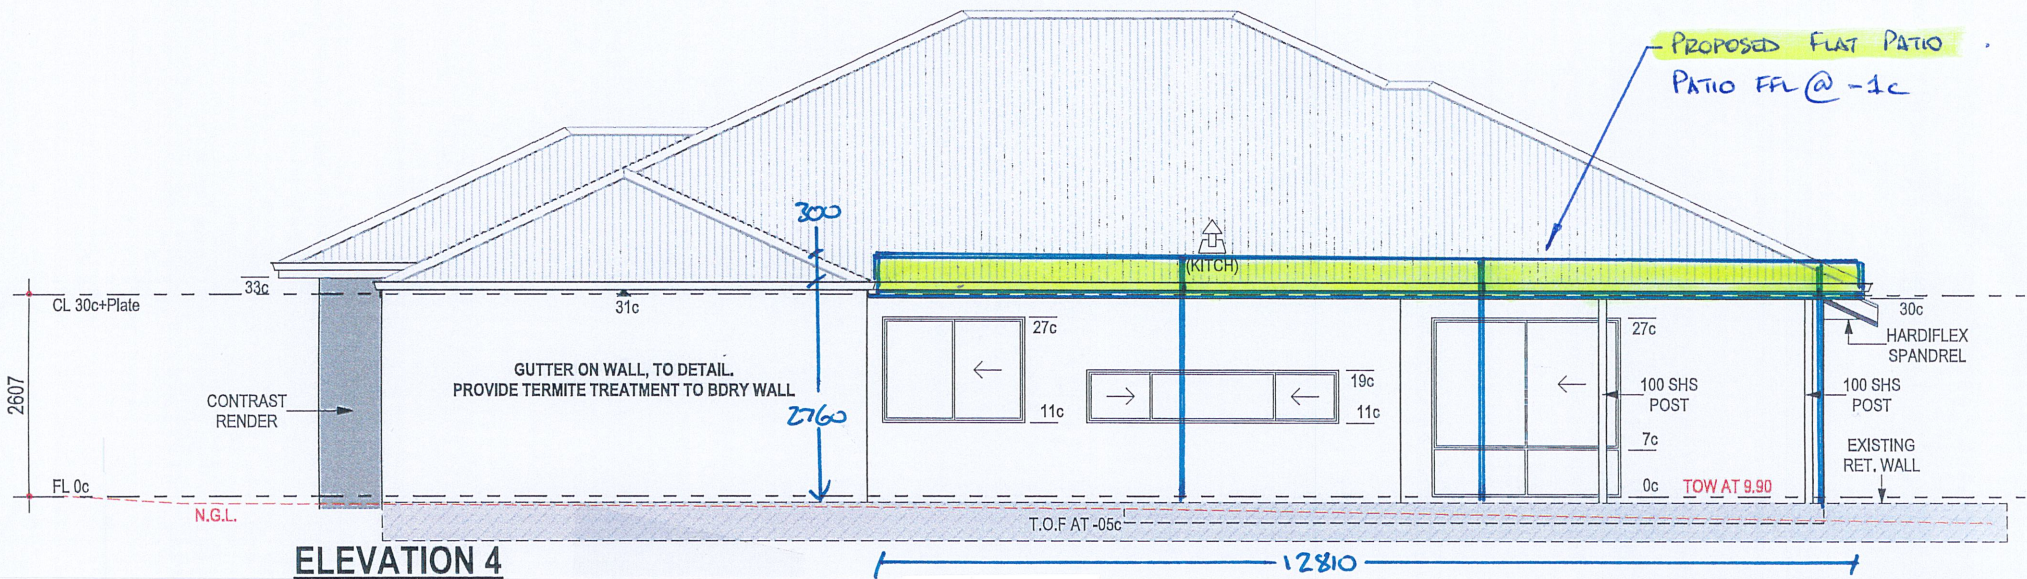 PROPOSED FLAT PATIO
PATIO FFL @ -1c
300
(KITCH)
33c
CL 30c+Plate
31c
30c
27c
27c
HARDIFLEX
SPANDREL
GUTTER ON WALL, TO DETAIL.
PROVIDE TERMITE TREATMENT TO BDRY WALL
19c
2607
CONTRAST
RENDER
2760
11c
11c
100 SHS
POST
100 SHS
POST
7c
EXISTING
RET. WALL
FL 0c
0c
TOW AT 9.90
N.G.L.
T.O.F AT -05c
ELEVATION 4
12810